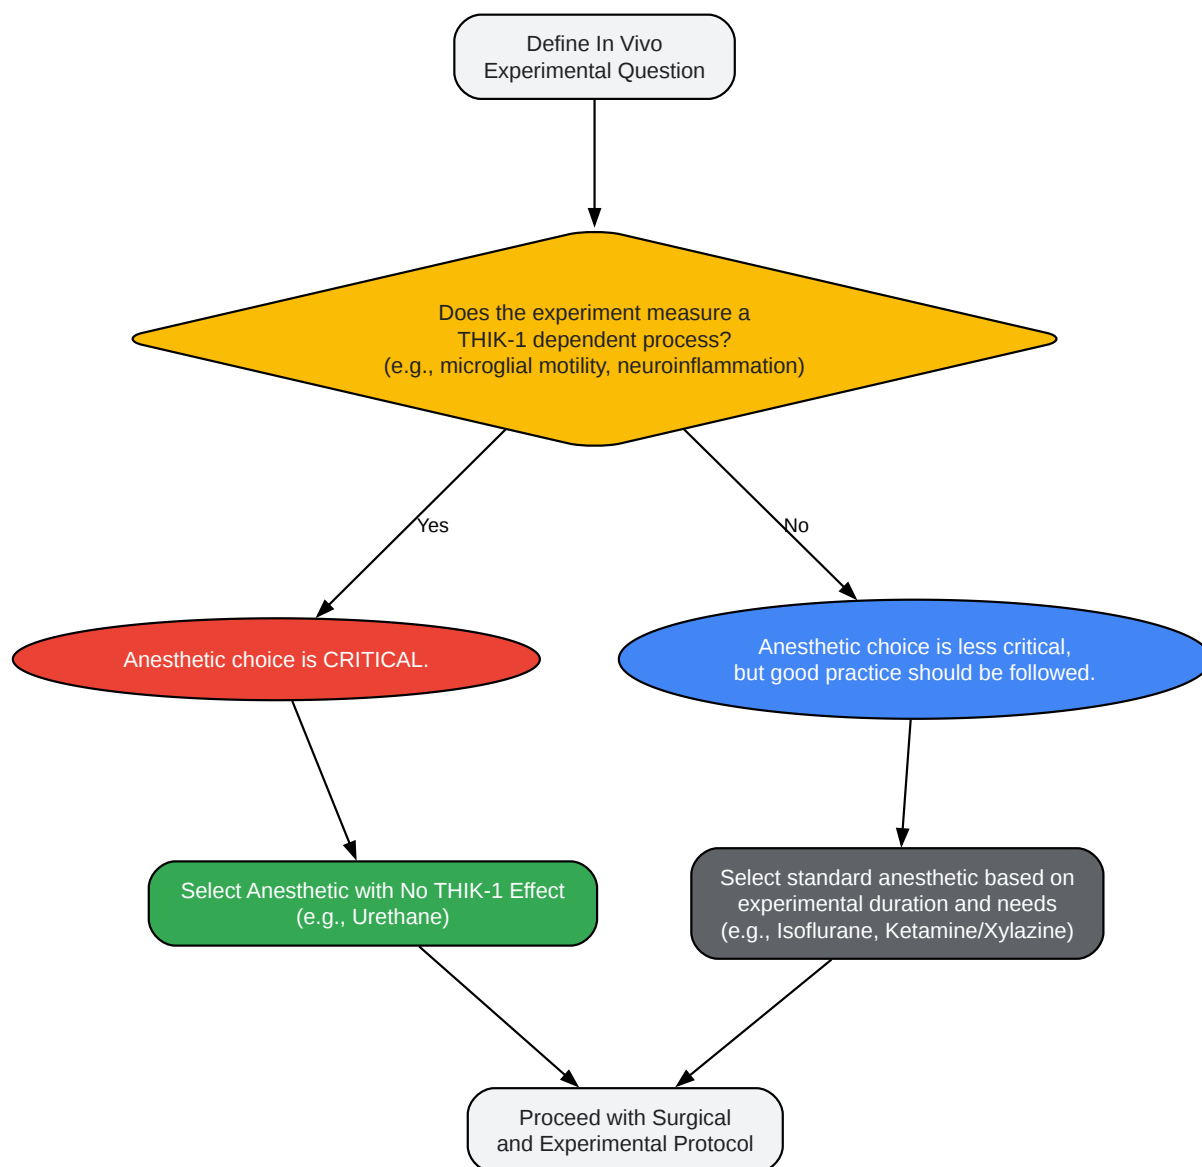 Define In Vivo
Experimental Question
Does the experiment measure a
THIK-1 dependent process?
(e.g., microglial motility, neuroinflammation)
Yes
No
Anesthetic choice is CRITICAL.
Anesthetic choice is less critical,
but good practice should be followed.
Select Anesthetic with No THIK-1 Effect
(e.g., Urethane)
Select standard anesthetic based on
experimental duration and needs
(e.g., Isoflurane, Ketamine/Xylazine)
Proceed with Surgical
and Experimental Protocol